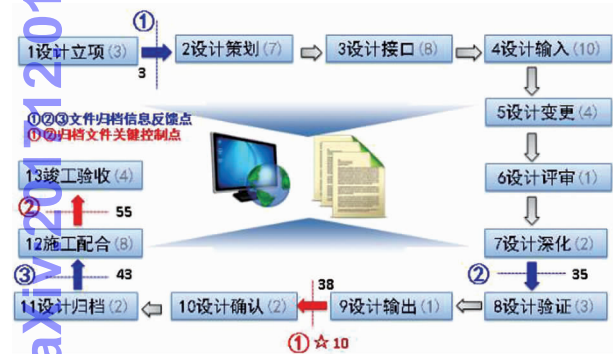 ①
1设计立项(3)
2设计策划(7)
3设计接口(8)
4设计输入(10)
3
①②③文件归档信息反馈点
①②归档文件关键控制点
5设计变更(4)
13竣工验收(4)
6设计评审(1)
②
55
12施工配合(8)
7设计深化(2)
③
43
②
35
38
11设计归档(2)
10设计确认(2)
9设计输出(1)
8设计验证(3)
①☆10